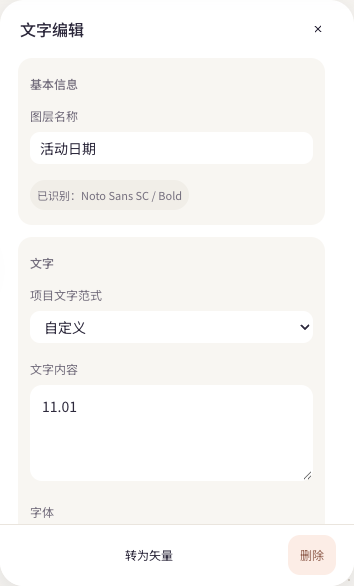 文字编辑 ×
基本信息
图层名称
活动日期
已识别：Noto Sans SC / Bold
文字
项目文字范式
自定义
文字内容
11.01
字体
转为矢量 删除